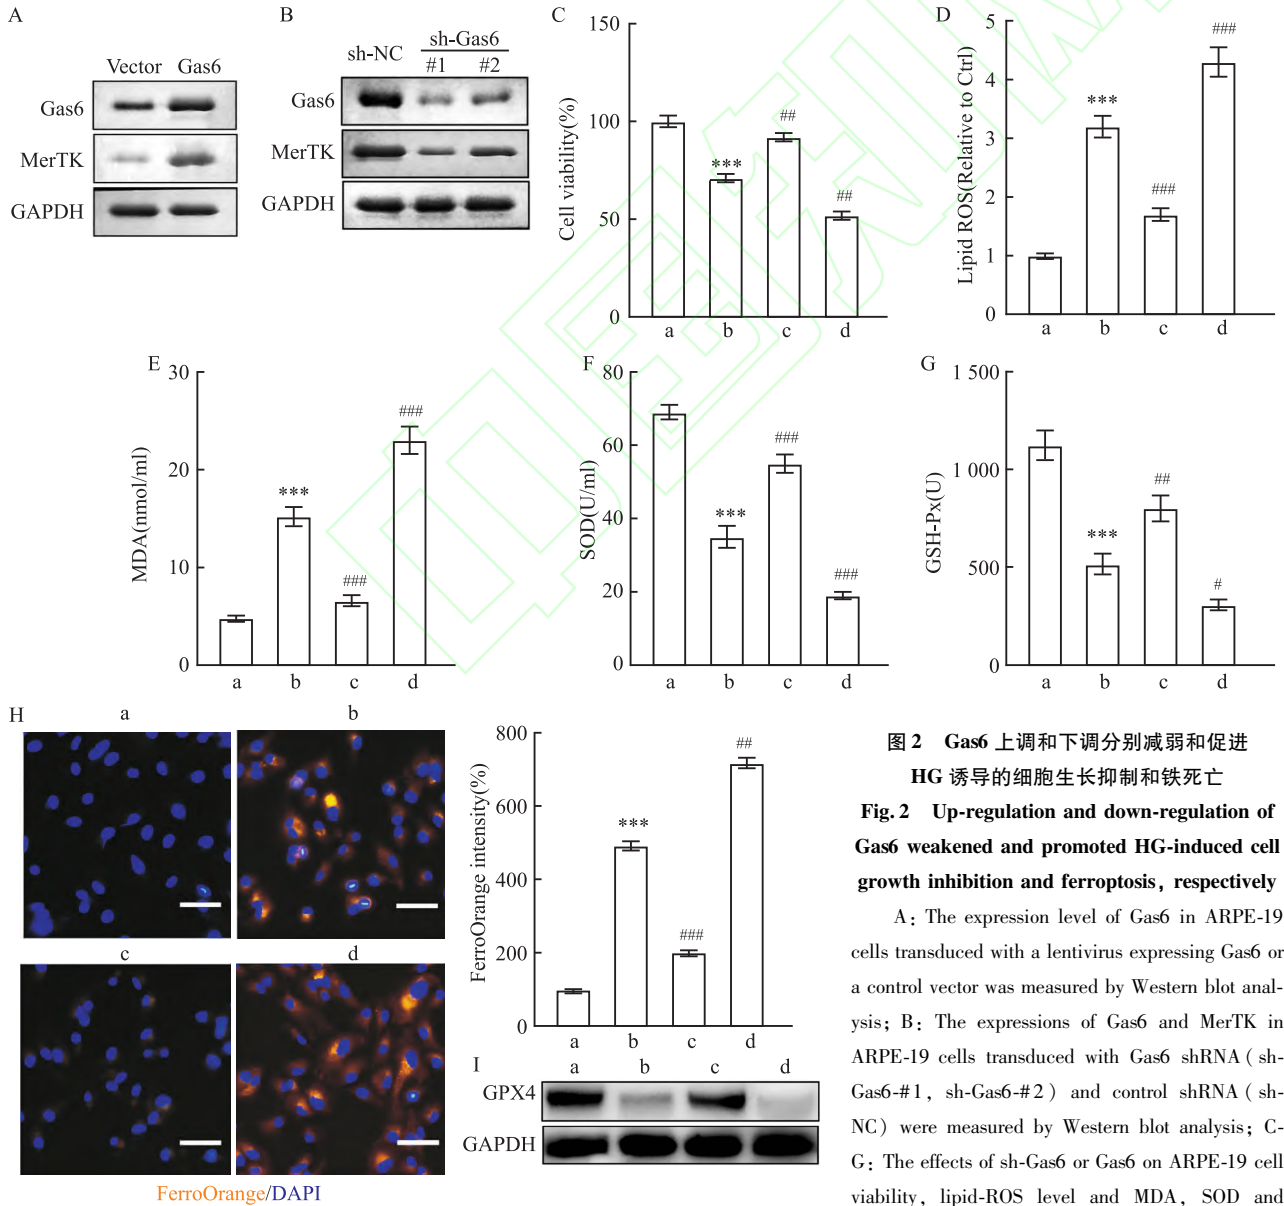 A
Vector Gas6
Gas6
MerTK
GAPDH
B
sh-NC sh-Gas6
#1 #2
Gas6
MerTK
GAPDH
C
Cell viability(%)
150
100
50
0
***
##
##
a b c d
D
Lipid ROS(Relative to Ctrl)
5
4
3
2
1
0
***
###
###
a b c d
E
MDA(nmol/ml)
30
20
10
0
***
###
###
a b c d
F
SOD(U/ml)
80
60
40
20
0
***
###
###
a b c d
G
GSH-Px(U)
1 500
1 000
500
0
***
##
#
a b c d
H
a b
c d
FerroOrange/DAPI
FerroOrange intensity(%)
800
600
400
200
0
***
###
##
a b c d
I
a b c d
GPX4
GAPDH
图 2 Gas6 上调和下调分别减弱和促进
HG 诱导的细胞生长抑制和铁死亡
Fig. 2 Up-regulation and down-regulation of
Gas6 weakened and promoted HG-induced cell
growth inhibition and ferroptosis, respectively
A: The expression level of Gas6 in ARPE-19
cells transduced with a lentivirus expressing Gas6 or
a control vector was measured by Western blot anal-
ysis; B: The expressions of Gas6 and MerTK in
ARPE-19 cells transduced with Gas6 shRNA ( sh-
Gas6-#1, sh-Gas6-#2 ) and control shRNA ( sh-
NC) were measured by Western blot analysis; C-
G: The effects of sh-Gas6 or Gas6 on ARPE-19 cell
viability, lipid-ROS level and MDA, SOD and